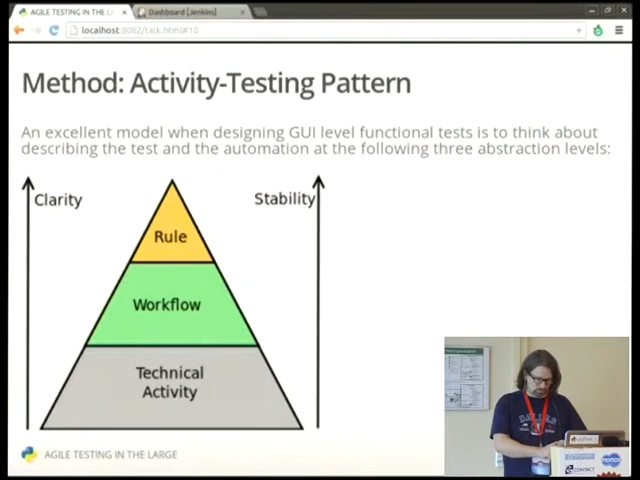 AGILE TESTING IN THE LARGE
Dashboard [Jenkins]
localhost:8082/talk.html#10
Method: Activity-Testing Pattern
An excellent model when designing GUI level functional tests is to think about
describing the test and the automation at the following three abstraction levels:
Clarity
Stability
Rule
Workflow
Technical
Activity
AGILE TESTING IN THE LARGE
CONTACT